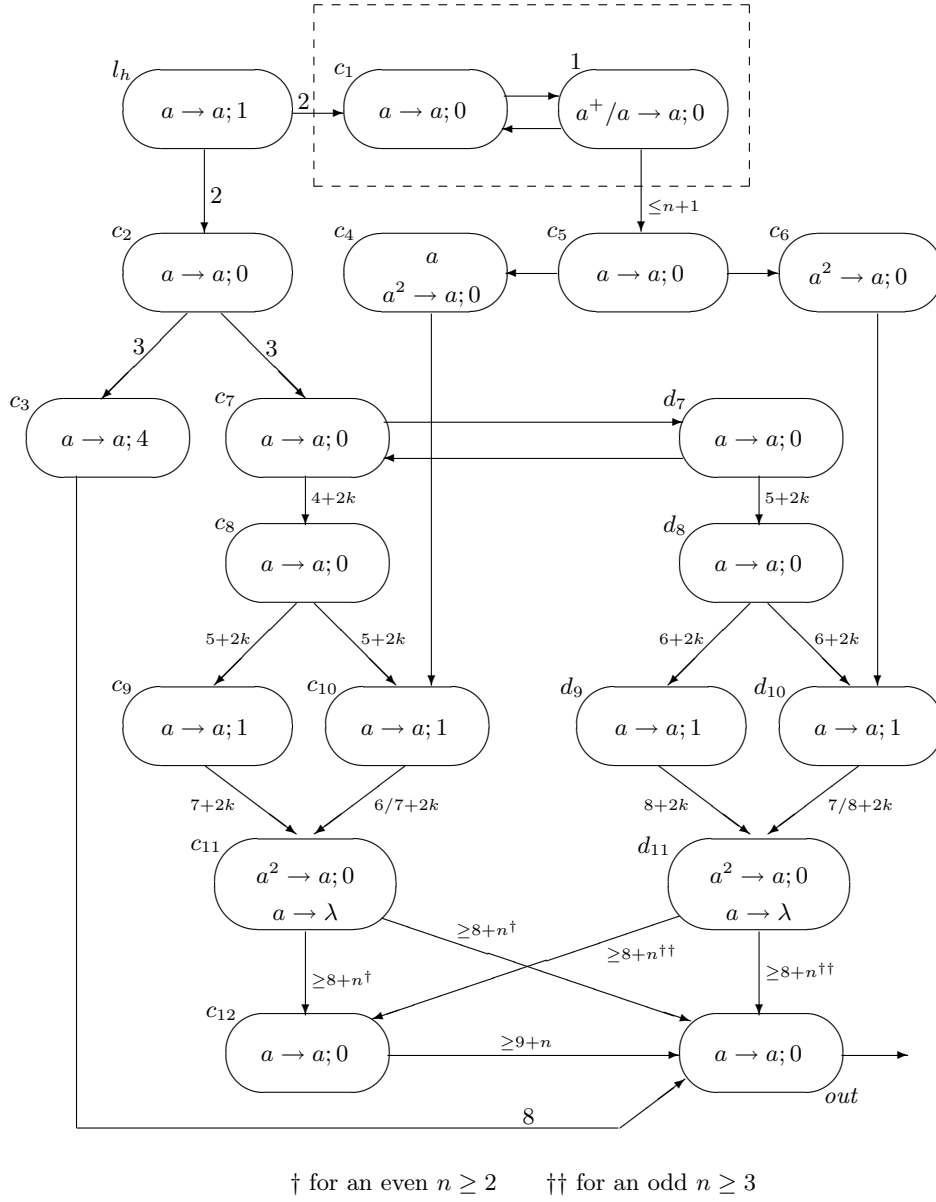 l_h c_1 1
a → a; 1 2 a → a; 0 a^+/a → a; 0
2 ≤n+1
c_2 c_4 c_5 c_6
a → a; 0 a a^2 → a; 0 a → a; 0 a^2 → a; 0
3 3
c_3 c_7 d_7
a → a; 4 a → a; 0 a → a; 0
4+2k 5+2k
c_8 d_8
a → a; 0 a → a; 0
5+2k 5+2k 6+2k 6+2k
c_9 c_10 d_9 d_10
a → a; 1 a → a; 1 a → a; 1 a → a; 1
7+2k 6/7+2k 8+2k 7/8+2k
c_11 d_11
a^2 → a; 0 a^2 → a; 0
a → λ a → λ
≥8+n^† ≥8+n^††
≥8+n^† ≥8+n^††
c_12
a → a; 0 ≥9+n a → a; 0
out
8
† for an even n ≥ 2 †† for an odd n ≥ 3